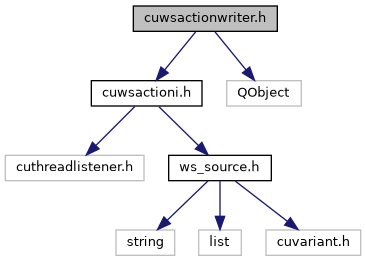 cuwsactionwriter.h
cuwsactioni.h
QObject
cuthreadlistener.h
ws_source.h
string
list
cuvariant.h